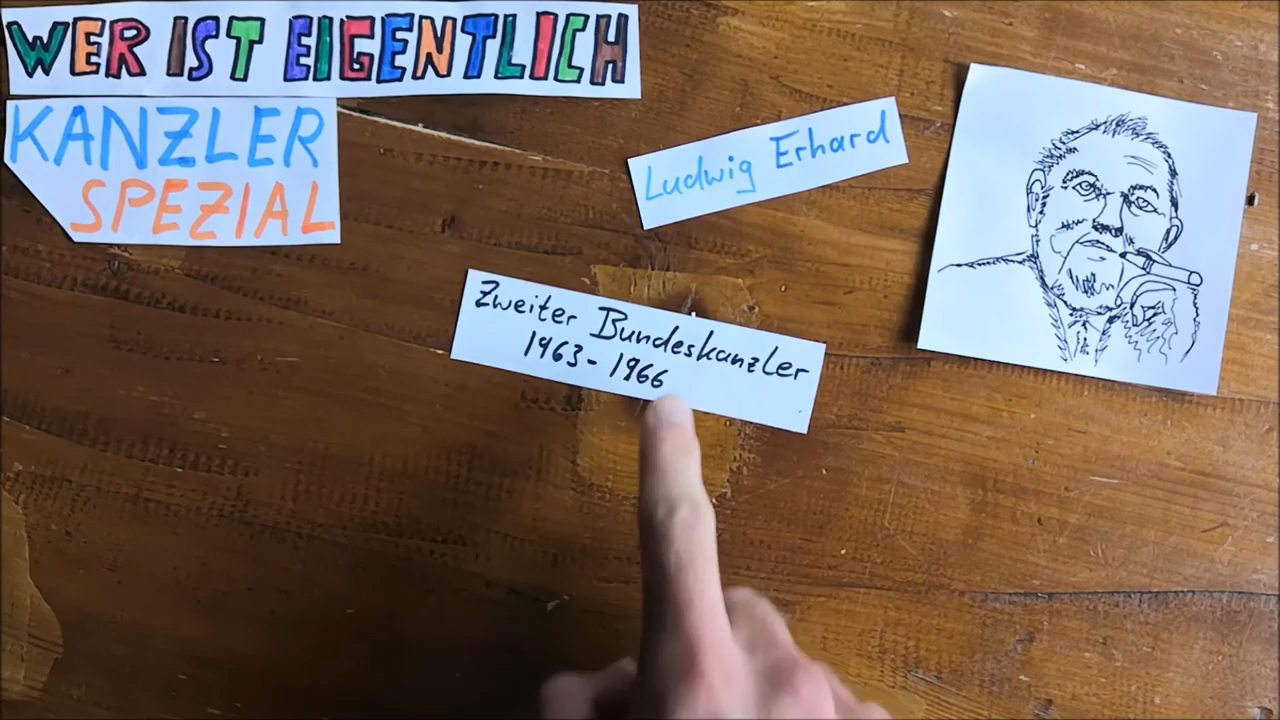 WER IST EIGENTLICH
KANZLER
SPEZIAL
Ludwig Erhard
Zweiter Bundeskanzler
1963-1966